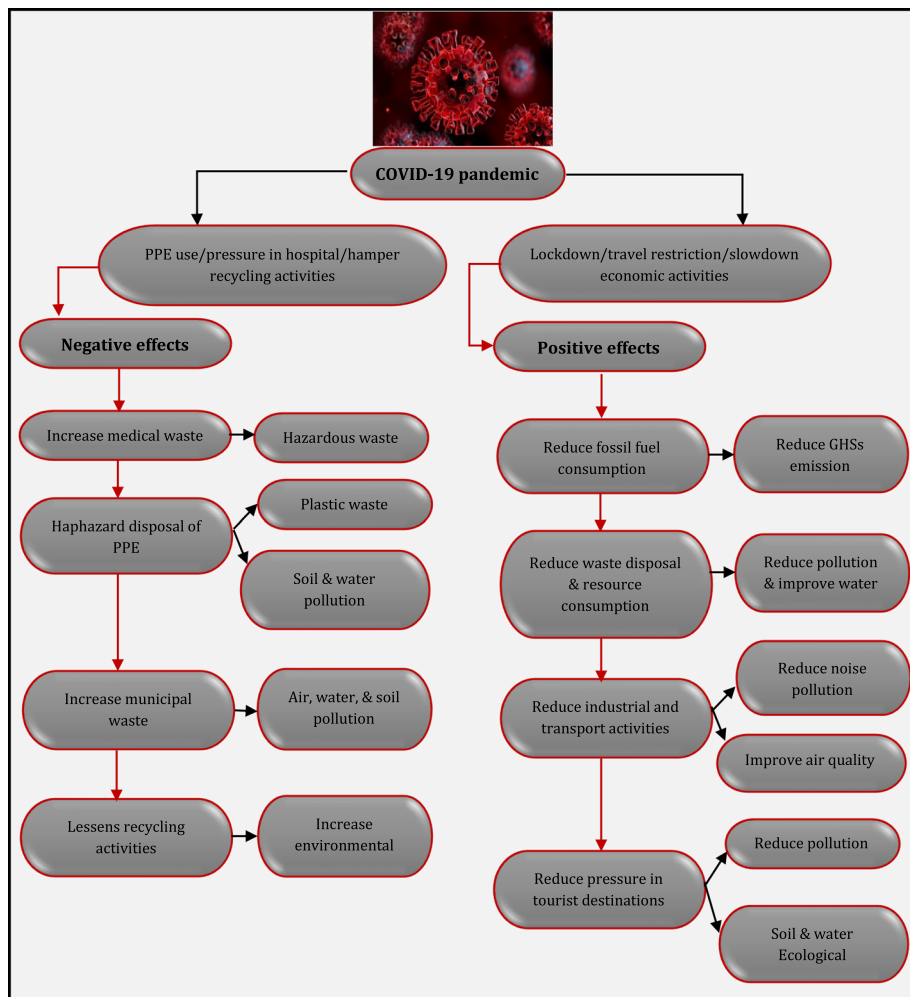 COVID-19 pandemic
PPE use/pressure in hospital/hamper
recycling activities
Negative effects
Increase medical waste
Hazardous waste
Haphazard disposal of
PPE
Plastic waste
Soil & water
pollution
Increase municipal
waste
Air, water, & soil
pollution
Lessens recycling
activities
Increase
environmental
Lockdown/travel restriction/slowdown
economic activities
Positive effects
Reduce fossil fuel
consumption
Reduce GHSs
emission
Reduce waste disposal
& resource
consumption
Reduce pollution
& improve water
Reduce industrial and
transport activities
Reduce noise
pollution
Improve air quality
Reduce pressure in
tourist destinations
Reduce pollution
Soil & water
Ecological